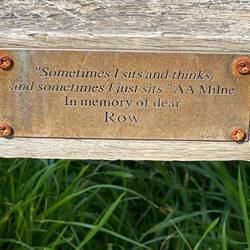 "Sometimes I sits and thinks,
and sometimes I just sits." AA Milne
In memory of dear
Row